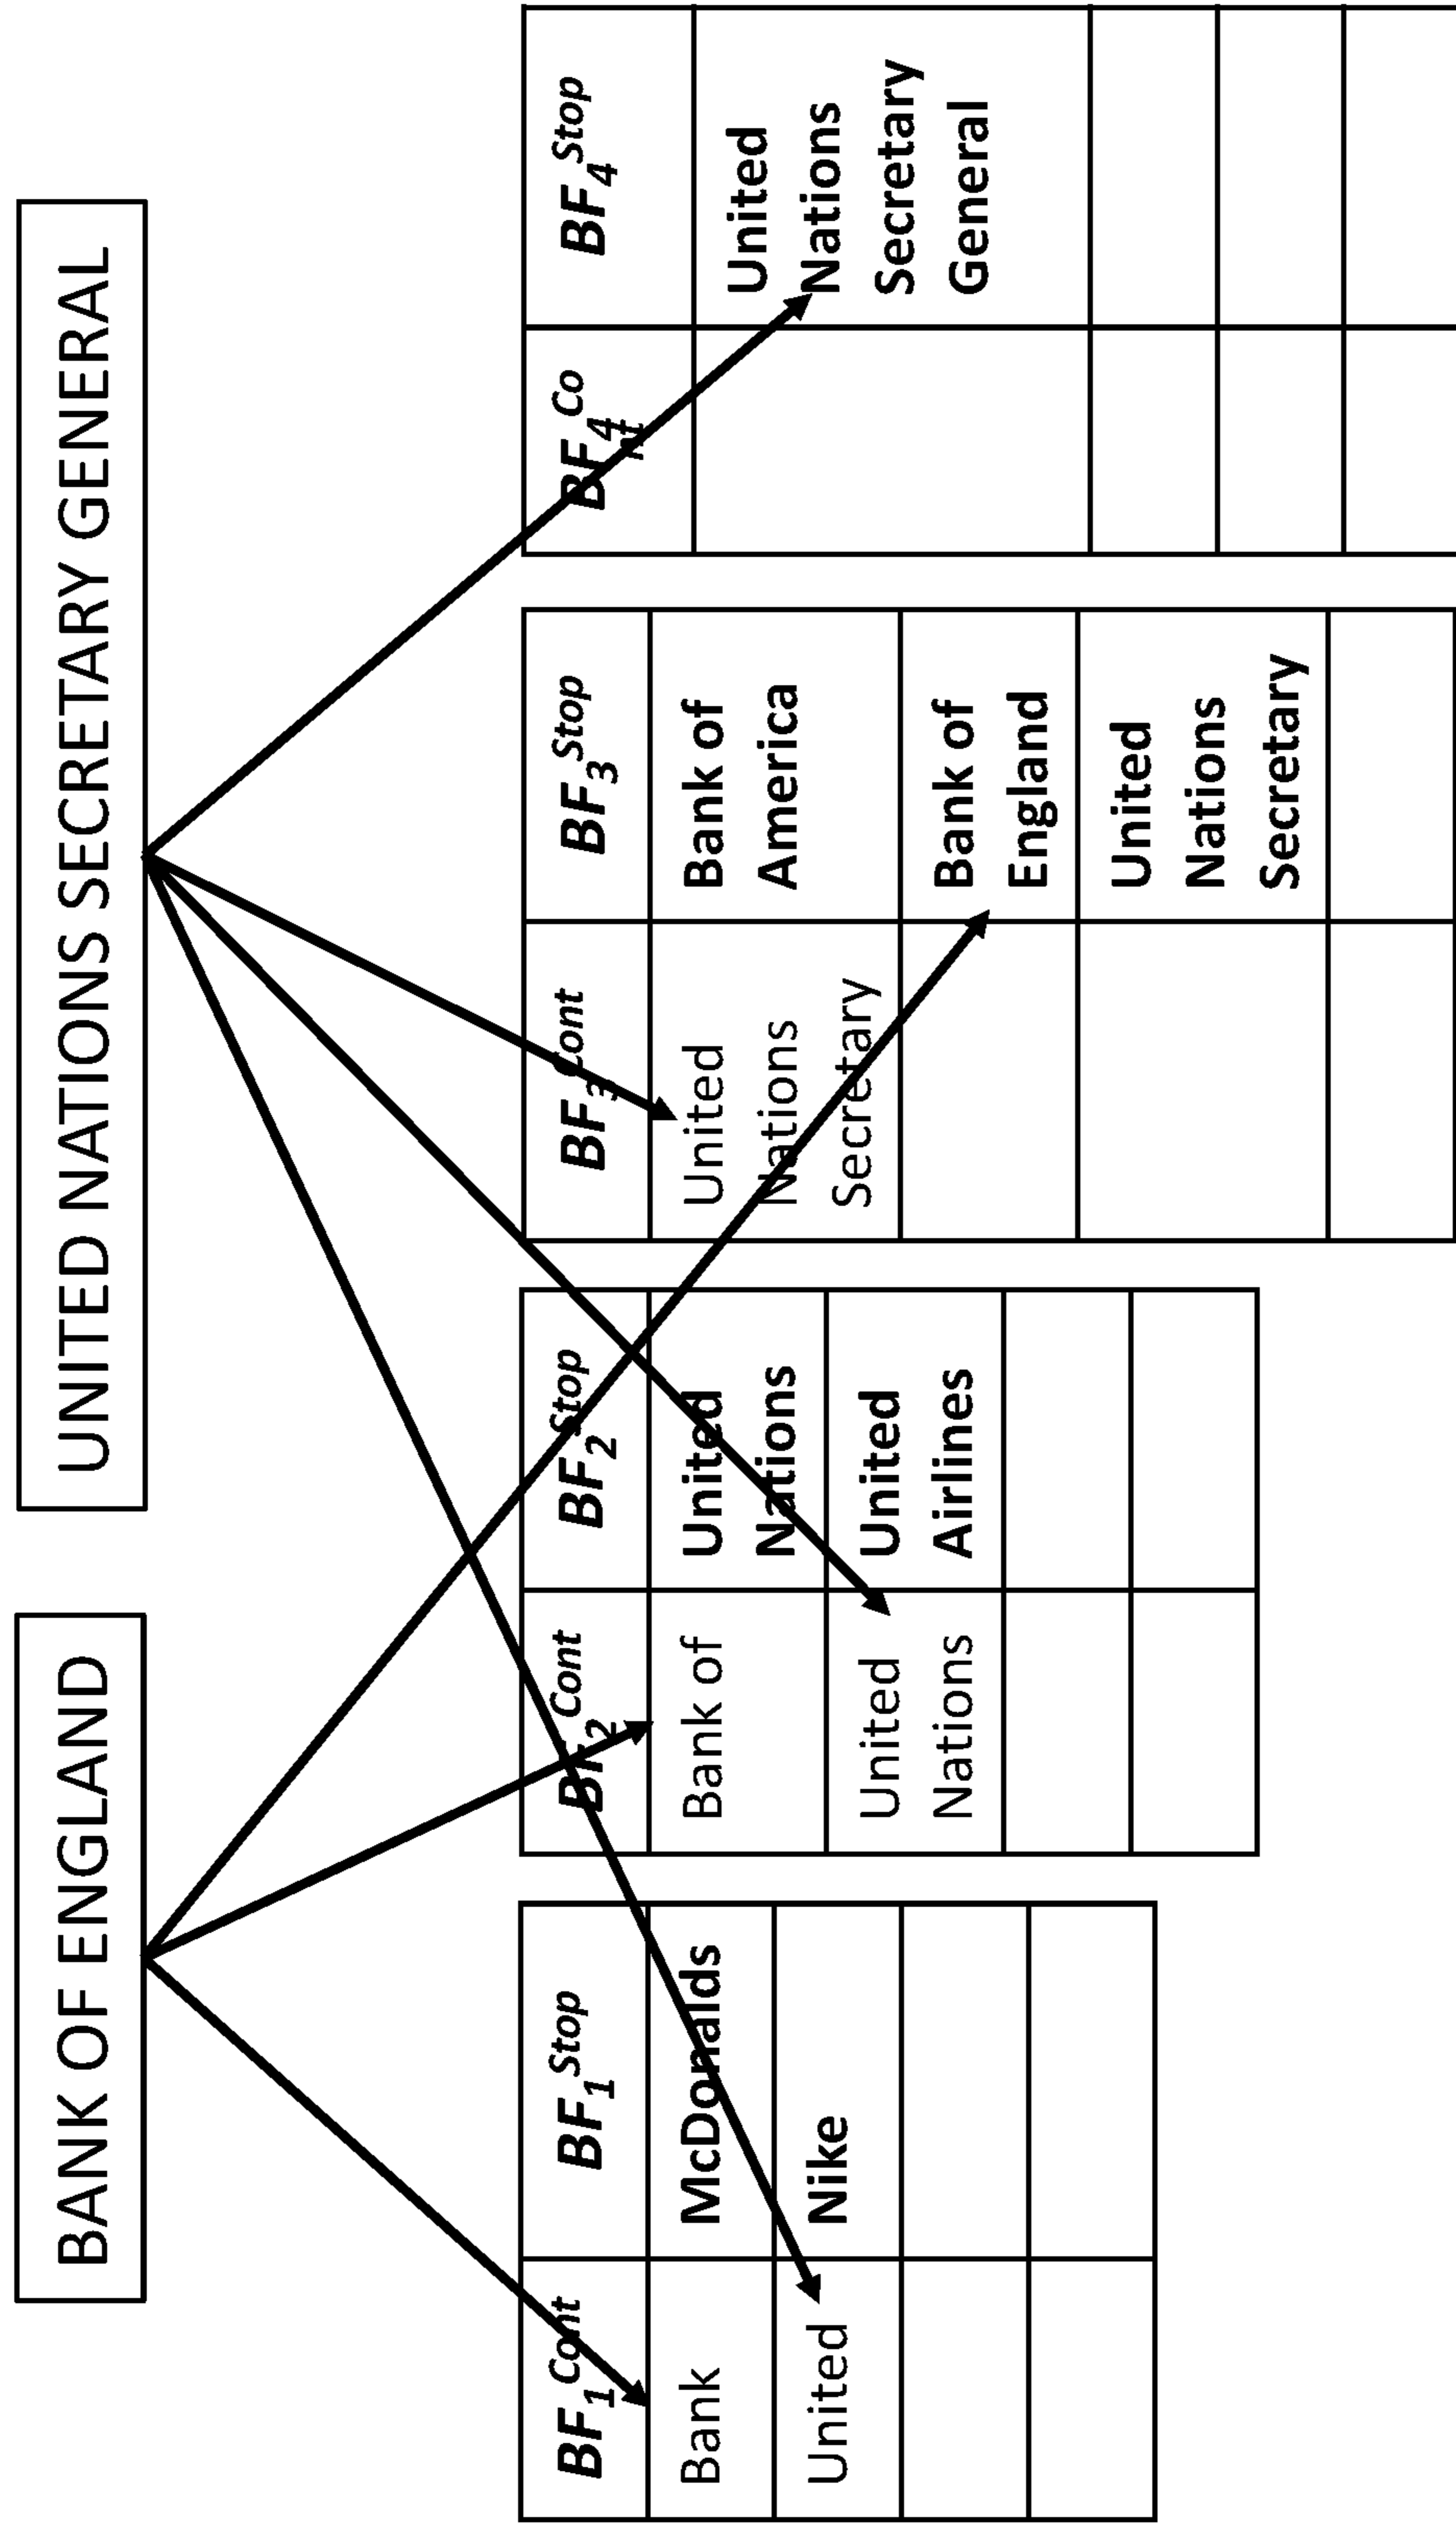 BANK OF ENGLAND
UNITED NATIONS SECRETARY GENERAL
BF1Cont
BF1Stop
Bank
McDonalds
United
Nike
BF2Cont
BF2Stop
Bank of
United
Nations
United
Nations
United
Airlines
BF3Cont
BF3Stop
United
Nations
Secretary
Bank of
America
Bank of
England
United
Nations
Secretary
BF4Co
nt
BF4Stop
United
Nations
Secretary
General